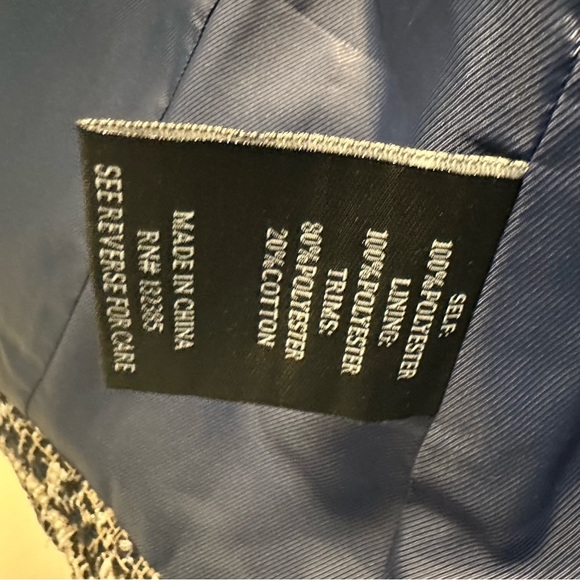 SELF:
100%POLYESTER
LINING:
100%POLYESTER
TRIMS:
80%POLYESTER
20%COTTON
MADE IN CHINA
RN# 132385
SEE REVERSE FOR CARE